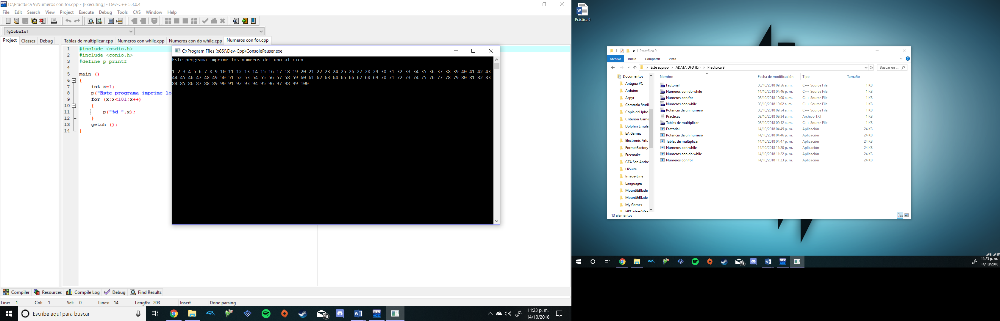 D:\Pract6ica 9\Numeros con for.cpp - [Executing] - Dev-C++ 5.3.0.4
File Edit Search View Project Execute Debug Tools CVS Window Help
(globals)
Project Classes Debug
Tablas de multiplicar.cpp Numeros con while.cpp Numeros con do while.cpp Numeros con for.cpp
1 #include <stdio.h>
2 #include <conio.h>
3 #define p printf
4
5 main ()
6 {
7 int x=1;
8 p("Este programa imprime lo
9 for (x;x<101;x++)
10 {
11 p("%d ",x);
12 }
13 getch ();
14 }
C:\Program Files (x86)\Dev-Cpp\ConsolePauser.exe
Este programa imprime los numeros del uno al cien
1 2 3 4 5 6 7 8 9 10 11 12 13 14 15 16 17 18 19 20 21 22 23 24 25 26 27 28 29 30 31 32 33 34 35 36 37 38 39 40 41 42 43
44 45 46 47 48 49 50 51 52 53 54 55 56 57 58 59 60 61 62 63 64 65 66 67 68 69 70 71 72 73 74 75 76 77 78 79 80 81 82 83
84 85 86 87 88 89 90 91 92 93 94 95 96 97 98 99 100
Compiler Resources Compile Log Debug Find Results
Line: 1 Col: 1 Sel: 0 Lines: 14 Length: 203 Insert Done parsing
Escribe aquí para buscar
18
11:23 p. m.
14/10/2018
Práctica 9
Pract6ica 9
Archivo Inicio Compartir Vista
Este equipo > ADATA UFD (D:) > Pract6ica 9
Buscar en ...
Documentos
Antigua PC
Arduino
Aspyr
Camtasia Studi
Copia del Ipho
Criterion Game
Dolphin Emula
EA Games
Electronic Arts
FormatFactory
Freemake
GTA San Andre
HiSuite
Image-Line
Languages
Mount&Blade
Mount&Blade
My Games
NFS Most Wan
Nombre Fecha de modificación Tipo Tamaño
Factorial 08/10/2018 09:56 a. m. C++ Source File 1 KB
Numeros con do while 14/10/2018 04:46 p. m. C++ Source File 1 KB
Numeros con for 08/10/2018 10:00 a. m. C++ Source File 1 KB
Numeros con while 08/10/2018 10:02 a. m. C++ Source File 1 KB
Potencia de un numero 08/10/2018 09:54 a. m. C++ Source File 1 KB
Practicas 08/10/2018 09:34 a. m. Archivo TXT 1 KB
Tablas de multiplicar 08/10/2018 09:52 a. m. C++ Source File 1 KB
Factorial 14/10/2018 04:45 p. m. Aplicación 24 KB
Potencia de un numero 14/10/2018 04:46 p. m. Aplicación 24 KB
Tablas de multiplicar 14/10/2018 04:47 p. m. Aplicación 24 KB
Numeros con while 14/10/2018 11:20 p. m. Aplicación 24 KB
Numeros con do while 14/10/2018 11:22 p. m. Aplicación 24 KB
Numeros con for 14/10/2018 11:23 p. m. Aplicación 24 KB
13 elementos
18
11:23 p. m.
14/10/2018